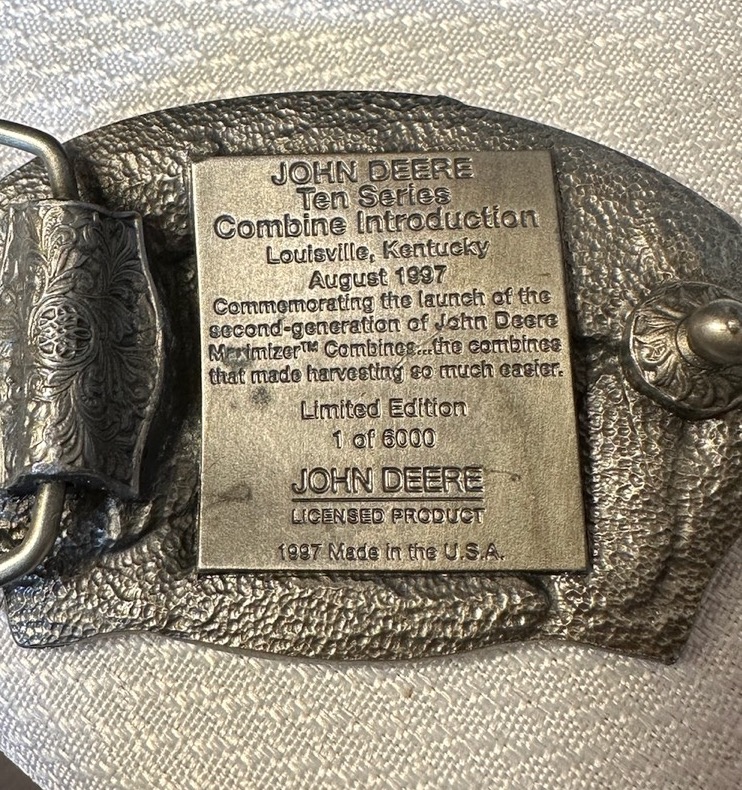 JOHN DEERE
Ten Series
Combine Introduction
Louisville, Kentucky
August 1997
Commemorating the launch of the
second-generation of John Deere
Maximizer™ Combines...the combines
that made harvesting so much easier.
Limited Edition
1 of 6000
JOHN DEERE
LICENSED PRODUCT
1997 Made in the U.S.A.